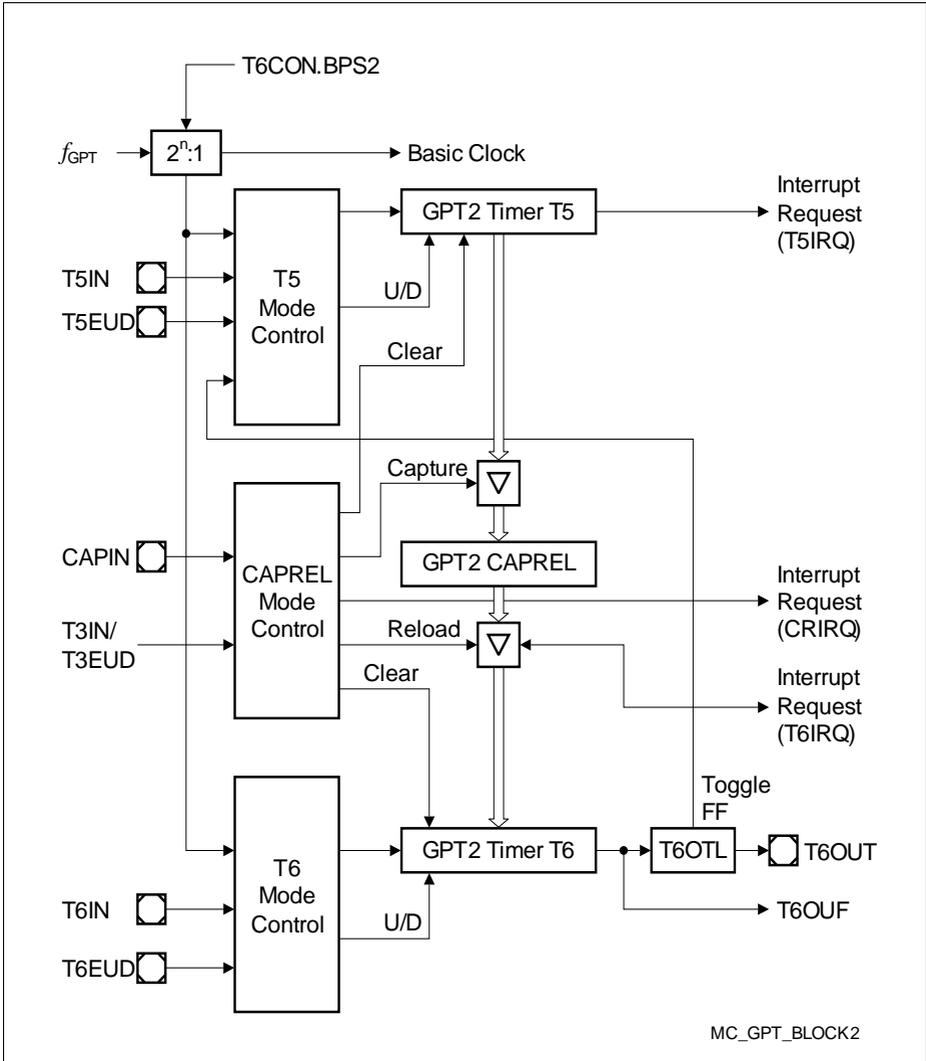 T6CON.BPS2
fGPT
2n:1
Basic Clock
Interrupt
Request
(T5IRQ)
GPT2 Timer T5
T5IN
T5
Mode
Control
U/D
T5EUD
Clear
Capture
CAPIN
GPT2 CAPREL
CAPREL
Mode
Control
Interrupt
Request
(CRIRQ)
T3IN/
T3EUD
Reload
Clear
Interrupt
Request
(T6IRQ)
Toggle
FF
T6
Mode
Control
GPT2 Timer T6
T6OTL
T6OUT
T6IN
U/D
T6OUF
T6EUD
MC_GPT_BLOCK2